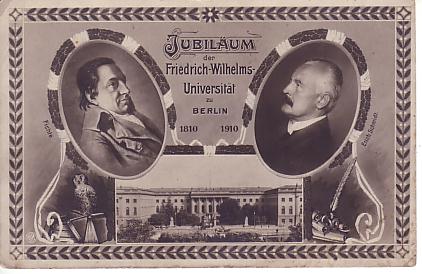 JUBILÄUM
der
Friedrich-Wilhelms-
Universität
zu
BERLIN
1810 1910
Fichte
Erich Schmidt